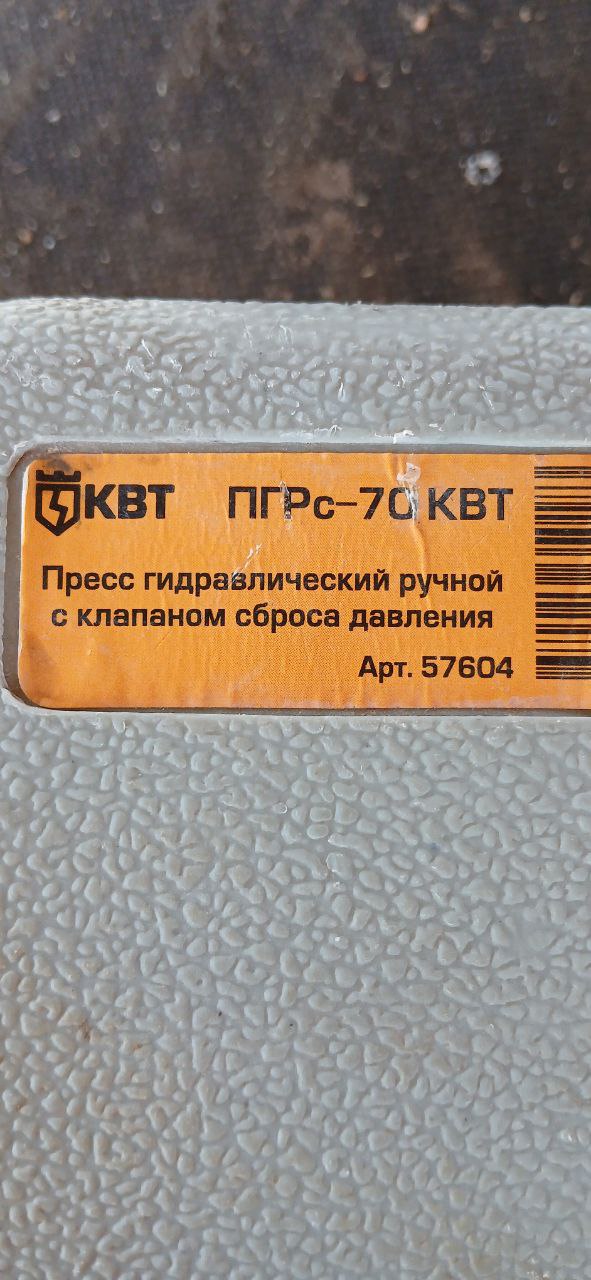 КВТ ПГРс-70 КВТ
Пресс гидравлический ручной
с клапаном сброса давления
Арт. 57604